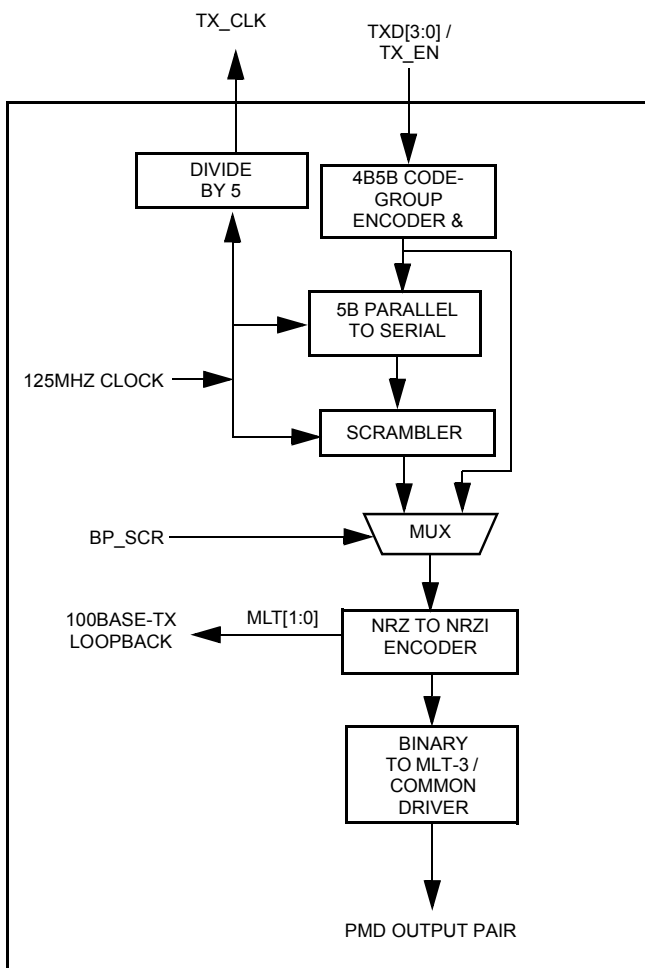 TX_CLK
TXD[3:0] /
TX_EN
DIVIDE
BY 5
4B5B CODE-
GROUP
ENCODER &
5B PARALLEL
TO SERIAL
125MHZ CLOCK
SCRAMBLER
BP_SCR
MUX
100BASE-TX
LOOPBACK
MLT[1:0]
NRZ TO NRZI
ENCODER
BINARY
TO MLT-3 /
COMMON
DRIVER
PMD OUTPUT PAIR